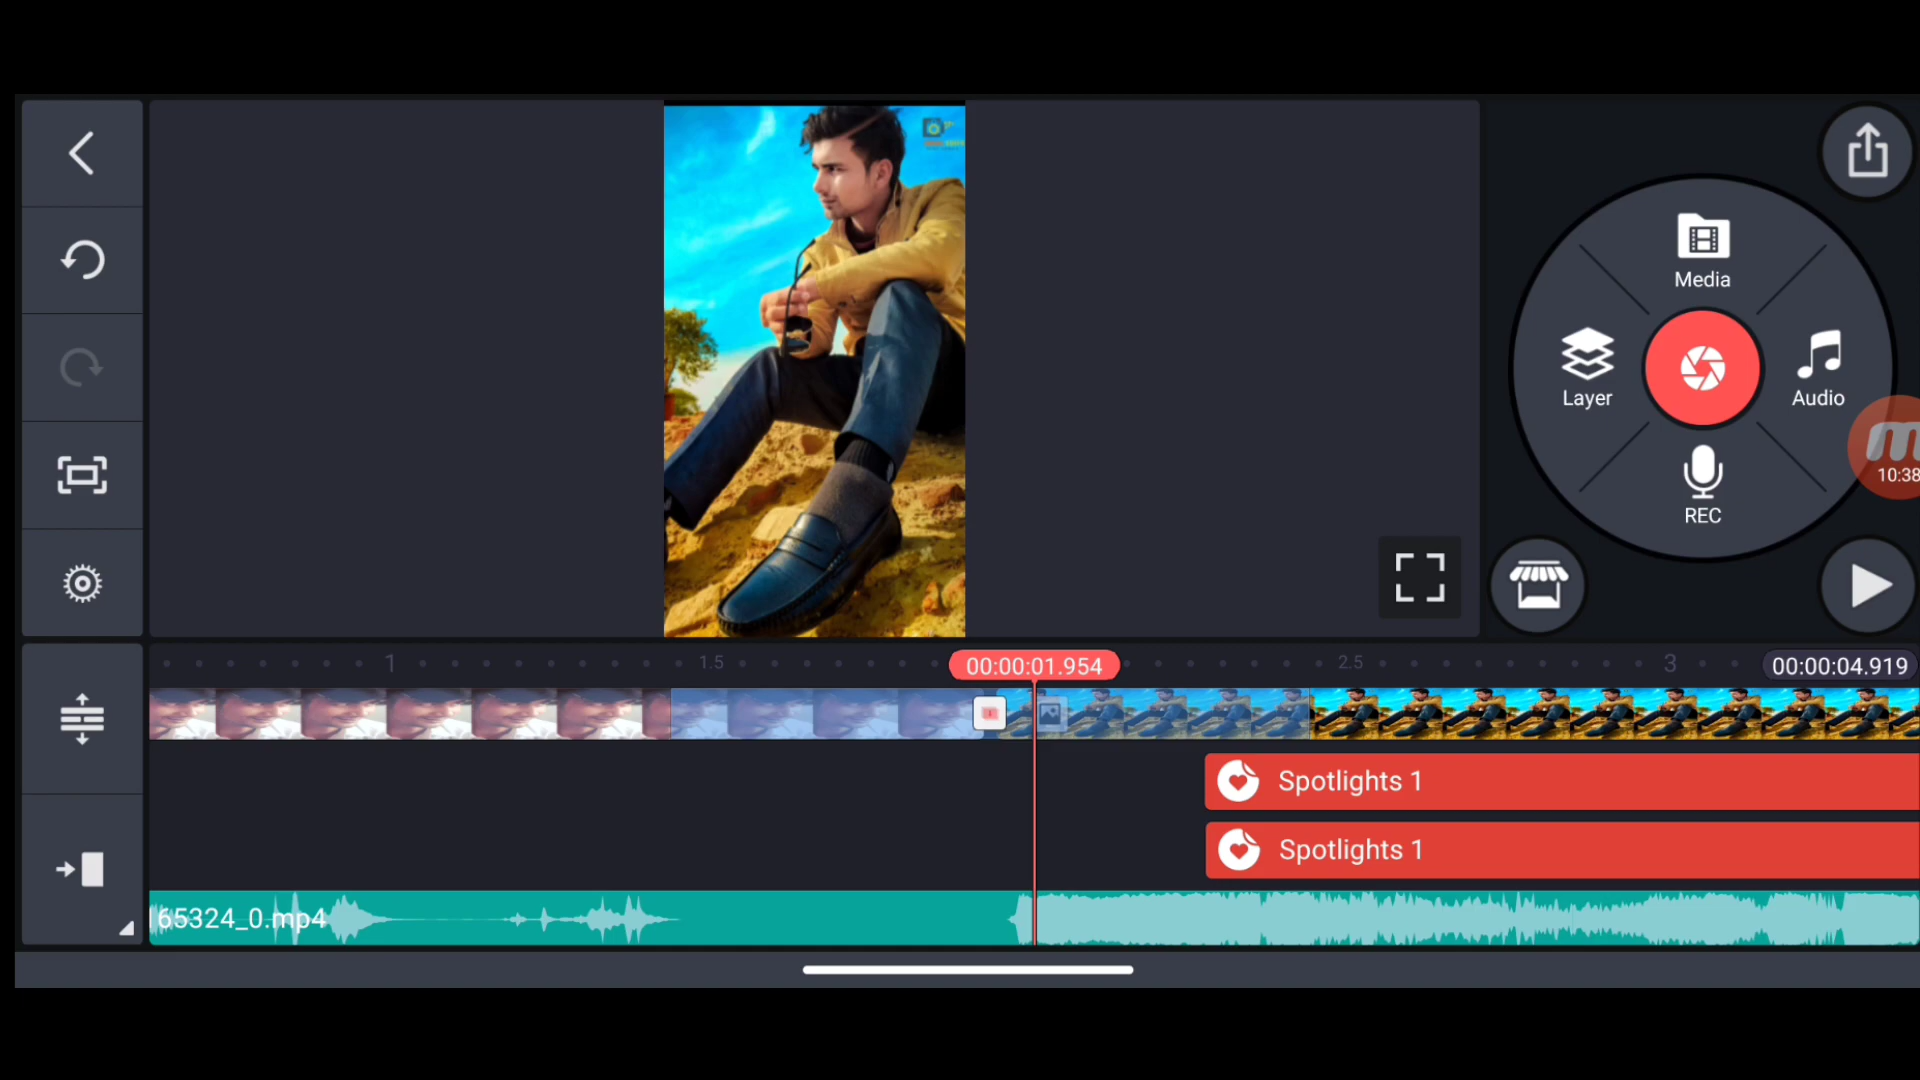 Media
Layer
Audio
10:38
REC
1
1.5
00:00:01.954
2.5
3
00:00:04.919
Spotlights 1
Spotlights 1
165324_0.mp4